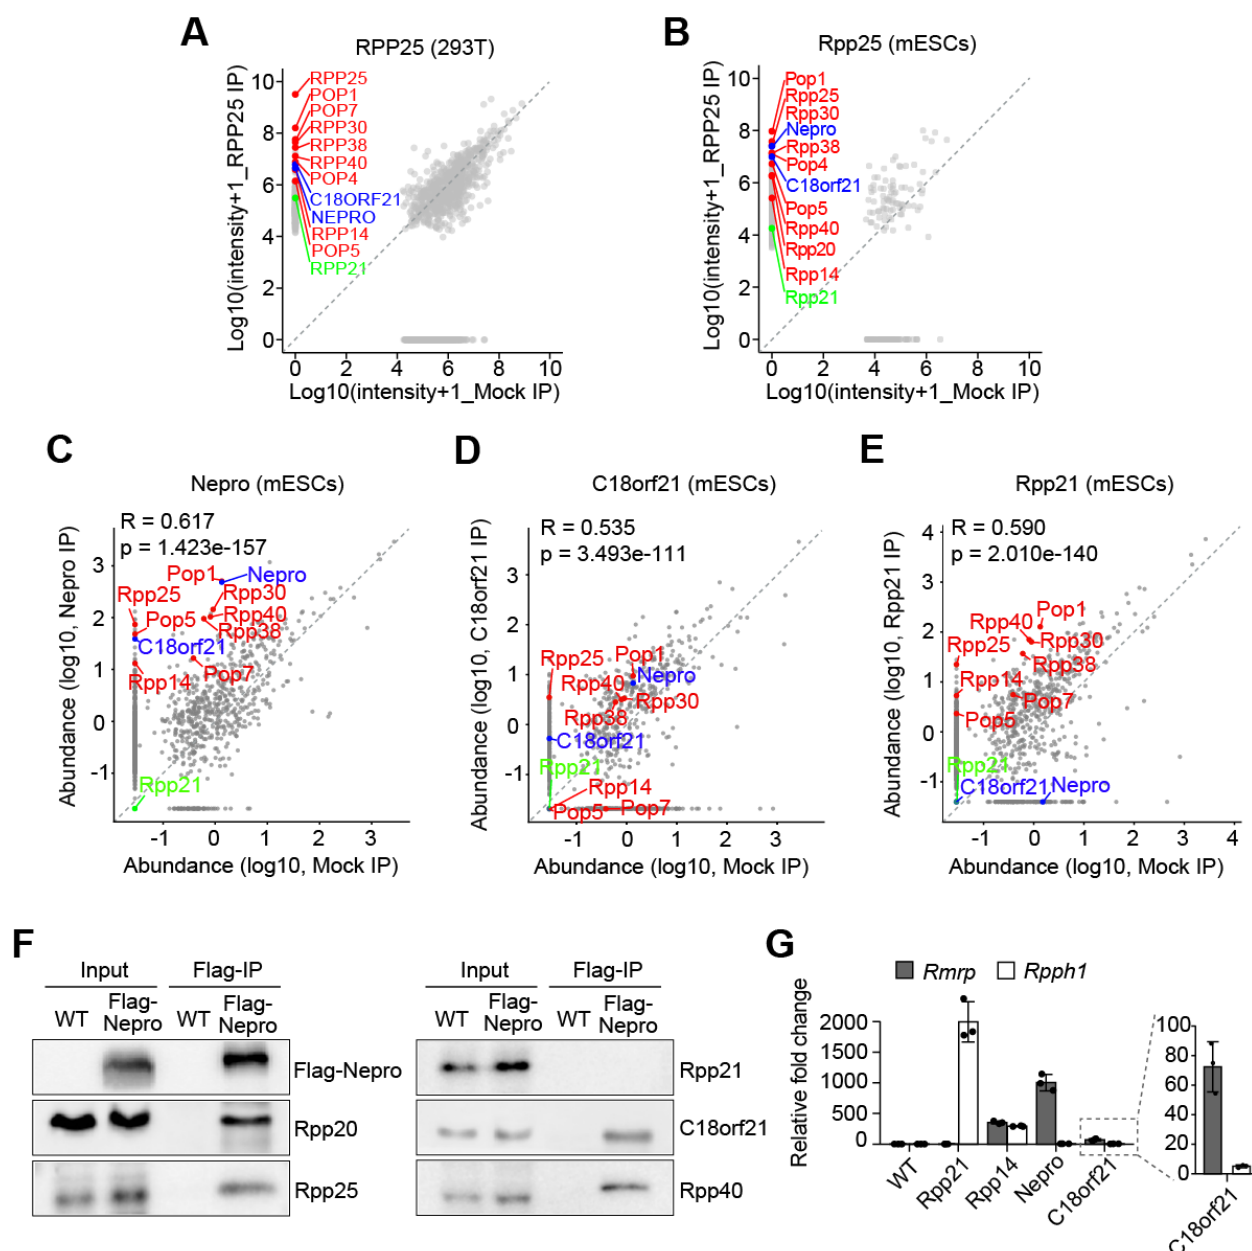 A
RPP25 (293T)
Log10(intensity+1_RPP25 IP)
10
8
6
4
2
0
RPP25
POP1
POP7
RPP30
RPP38
RPP40
POP4
C18ORF21
NEPRO
RPP14
POP5
RPP21
0 2 4 6 8 10
Log10(intensity+1_Mock IP)
B
Rpp25 (mESCs)
Log10(intensity+1_RPP25 IP)
10
8
6
4
2
0
Pop1
Rpp25
Rpp30
Nepro
Rpp38
Pop4
C18orf21
Pop5
Rpp40
Rpp20
Rpp14
Rpp21
0 2 4 6 8 10
Log10(intensity+1_Mock IP)
C
Nepro (mESCs)
R = 0.617
p = 1.423e-157
Abundance (log10, Nepro IP)
3
2
1
0
-1
Pop1
Nepro
Rpp25
Rpp30
Pop5
Rpp40
Rpp38
C18orf21
Rpp14
Pop7
Rpp21
-1 0 1 2 3
Abundance (log10, Mock IP)
D
C18orf21 (mESCs)
R = 0.535
p = 3.493e-111
Abundance (log10, C18orf21 IP)
3
2
1
0
-1
Rpp25
Pop1
Nepro
Rpp40
Rpp30
Rpp38
C18orf21
Rpp21
Rpp14
Pop5
Pop7
-1 0 1 2 3
Abundance (log10, Mock IP)
E
Rpp21 (mESCs)
R = 0.590
p = 2.010e-140
Abundance (log10, Rpp21 IP)
4
3
2
1
0
-1
Pop1
Rpp40
Rpp30
Rpp25
Rpp38
Rpp14
Pop7
Pop5
Rpp21
C18orf21
Nepro
-1 0 1 2 3 4
Abundance (log10, Mock IP)
F
Input Flag-IP
WT Flag-Nepro WT Flag-Nepro
Flag-Nepro
Rpp20
Rpp25
Input Flag-IP
WT Flag-Nepro WT Flag-Nepro
Rpp21
C18orf21
Rpp40
G
Rmrp Rpph1
Relative fold change
2000
1500
1000
500
0
WT
Rpp21
Rpp14
Nepro
C18orf21
100
80
60
40
20
0
C18orf21